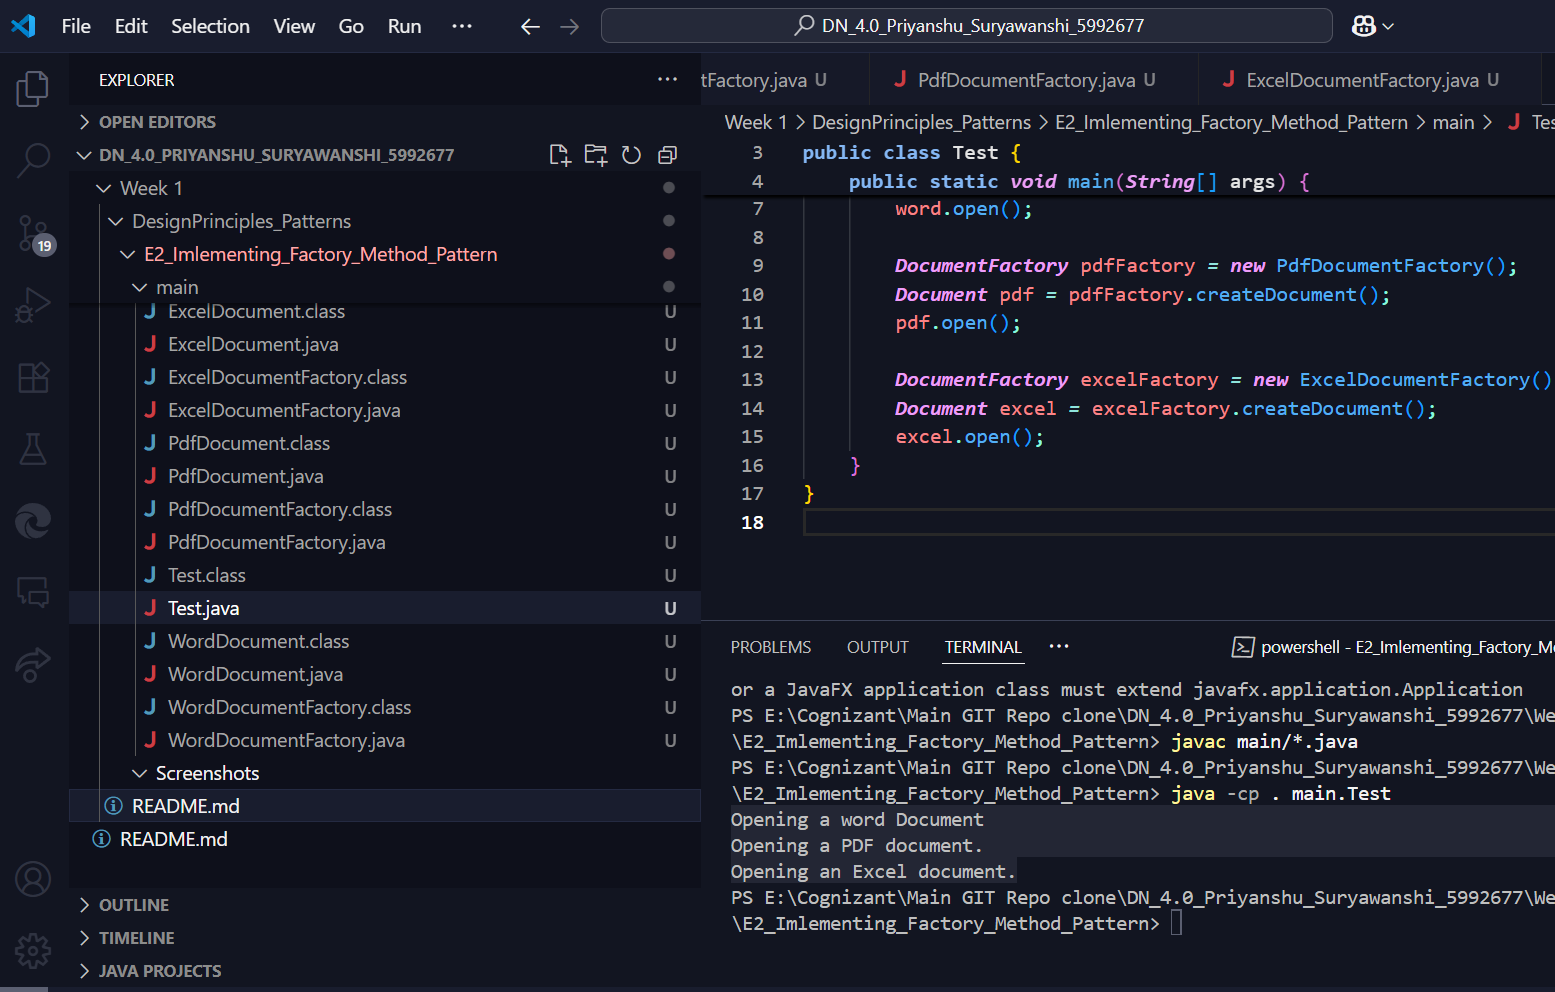 File Edit Selection View Go Run ··· DN_4.0_Priyanshu_Suryawanshi_5992677
EXPLORER ···
OPEN EDITORS
DN_4.0_PRIYANSHU_SURYAWANSHI_5992677
Week 1
DesignPrinciples_Patterns
E2_Imlementing_Factory_Method_Pattern
main
ExcelDocument.class U
ExcelDocument.java U
ExcelDocumentFactory.class U
ExcelDocumentFactory.java U
PdfDocument.class U
PdfDocument.java U
PdfDocumentFactory.class U
PdfDocumentFactory.java U
Test.class U
Test.java U
WordDocument.class U
WordDocument.java U
WordDocumentFactory.class U
WordDocumentFactory.java U
Screenshots
README.md
README.md
OUTLINE
TIMELINE
JAVA PROJECTS
19
tFactory.java U PdfDocumentFactory.java U ExcelDocumentFactory.java U
Week 1 > DesignPrinciples_Patterns > E2_Imlementing_Factory_Method_Pattern > main > Tes
3 public class Test {
4 public static void main(String[] args) {
7 word.open();
8
9 DocumentFactory pdfFactory = new PdfDocumentFactory();
10 Document pdf = pdfFactory.createDocument();
11 pdf.open();
12
13 DocumentFactory excelFactory = new ExcelDocumentFactory()
14 Document excel = excelFactory.createDocument();
15 excel.open();
16 }
17 }
18
PROBLEMS OUTPUT TERMINAL ··· powershell - E2_Imlementing_Factory_Me
or a JavaFX application class must extend javafx.application.Application
PS E:\Cognizant\Main GIT Repo clone\DN_4.0_Priyanshu_Suryawanshi_5992677\We
\E2_Imlementing_Factory_Method_Pattern> javac main/*.java
PS E:\Cognizant\Main GIT Repo clone\DN_4.0_Priyanshu_Suryawanshi_5992677\We
\E2_Imlementing_Factory_Method_Pattern> java -cp . main.Test
Opening a word Document
Opening a PDF document.
Opening an Excel document.
PS E:\Cognizant\Main GIT Repo clone\DN_4.0_Priyanshu_Suryawanshi_5992677\We
\E2_Imlementing_Factory_Method_Pattern>